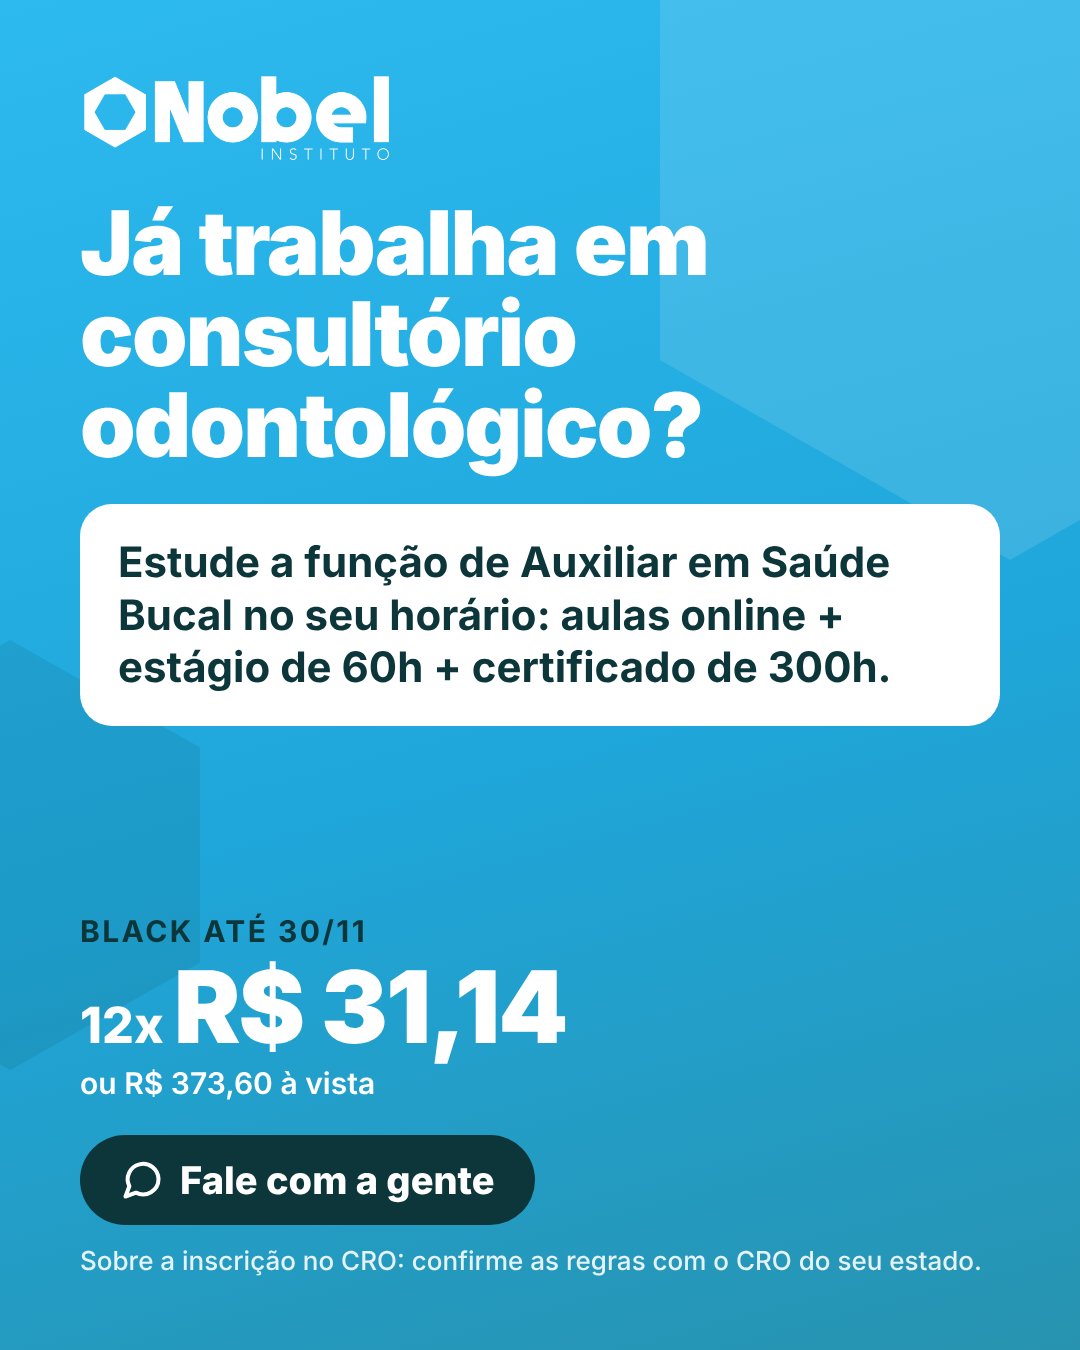 Nobel
INSTITUTO
Já trabalha em
consultório
odontológico?
Estude a função de Auxiliar em Saúde
Bucal no seu horário: aulas online +
estágio de 60h + certificado de 300h.
BLACK ATÉ 30/11
12x R$ 31,14
ou R$ 373,60 à vista
Fale com a gente
Sobre a inscrição no CRO: confirme as regras com o CRO do seu estado.